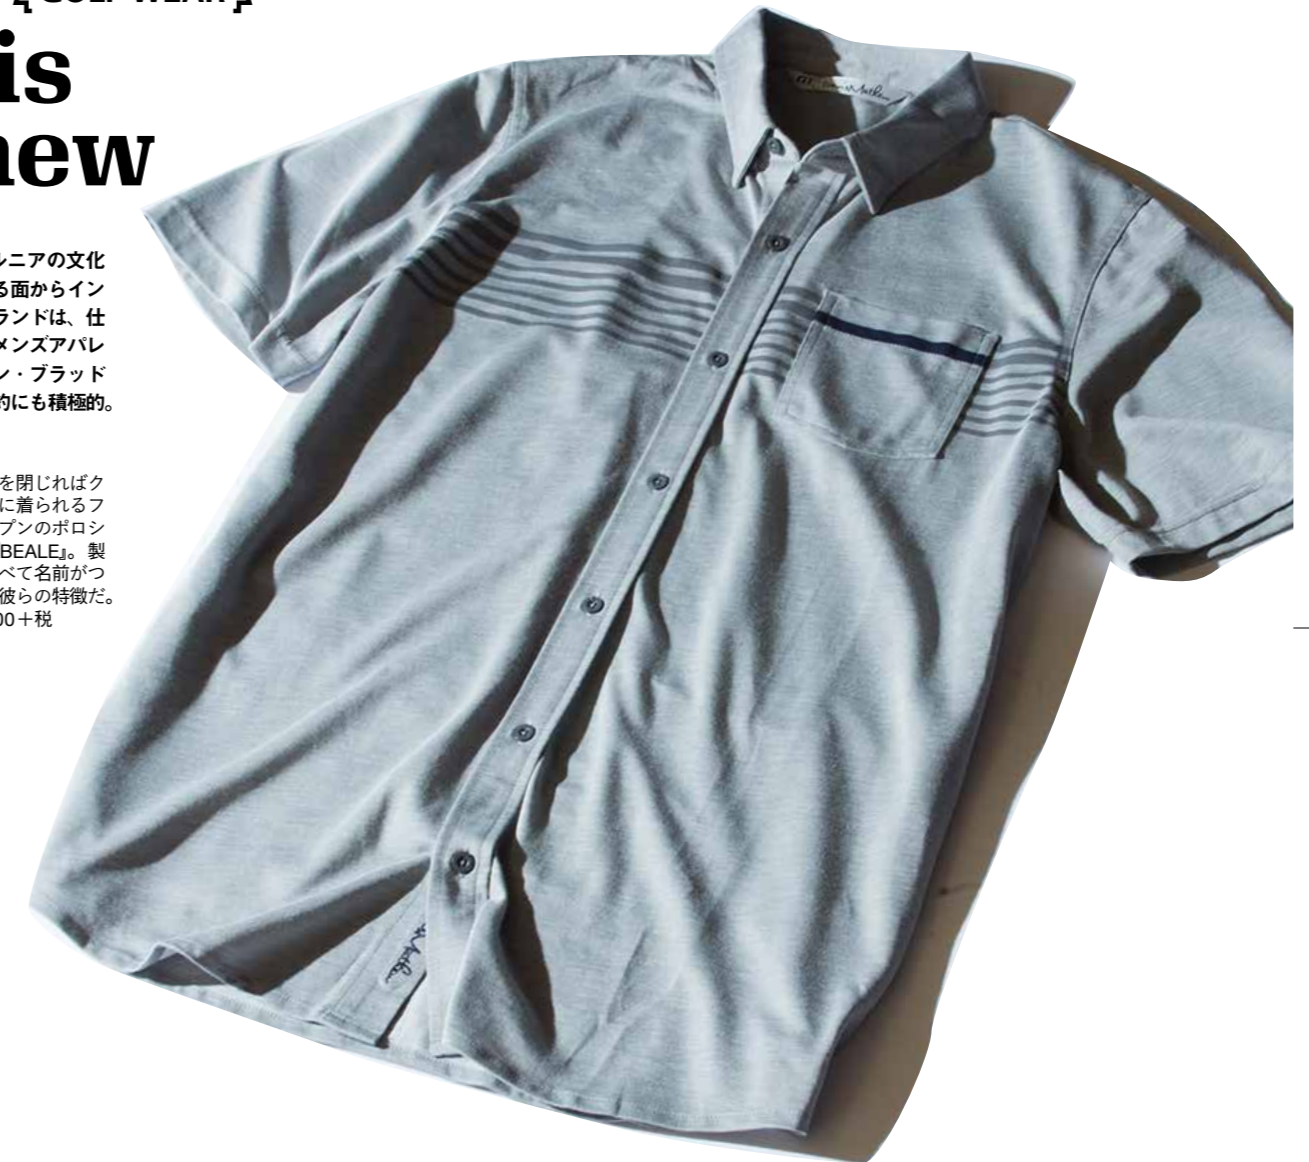 GOLF WEAR
is
new
ルニアの文化
る面からイン
ランドは、仕
メンズアパレ
ン・ブラッド
的にも積極的。
を閉じればク
に着られるフ
プンのポロシ
『BEALE』。製
べて名前がつ
彼らの特徴だ。
00＋税